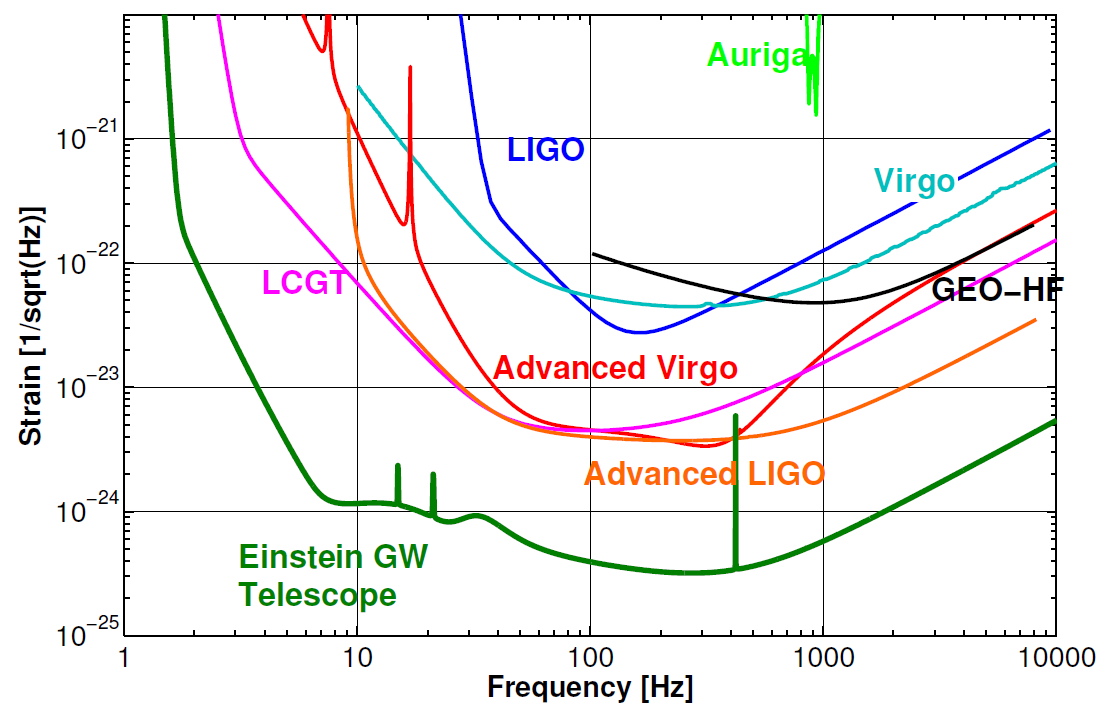 Auriga
10⁻²¹
LIGO
Virgo
Strain [1/sqrt(Hz)]
10⁻²²
LCGT
GEO–HF
Advanced Virgo
10⁻²³
Advanced LIGO
10⁻²⁴
Einstein GW
Telescope
10⁻²⁵
1 10 100 1000 10000
Frequency [Hz]